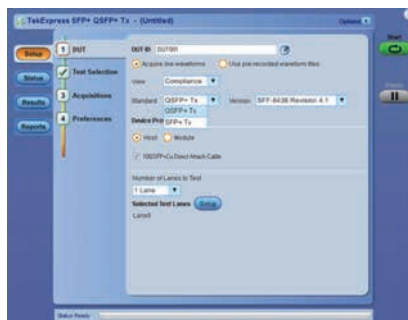 TekExpress SFP+ QSFP+ Tx - (Untitled)
Options
Start
Setup
Status
Results
Reports
1 DUT
Test Selection
3 Acquisitions
4 Preferences
DUT ID DUT001
Acquire live waveforms
Use pre-recorded waveform files
View Compliance
Standard QSFP+ Tx Version SFF-8436 Revision 4.1
QSFP+ Tx
SFP+ Tx
Host Module
10GSFP+Cu Direct Attach Cable
Number of Lanes to Test
1 Lane
Selected Test Lanes Setup
Lane0
Status Ready